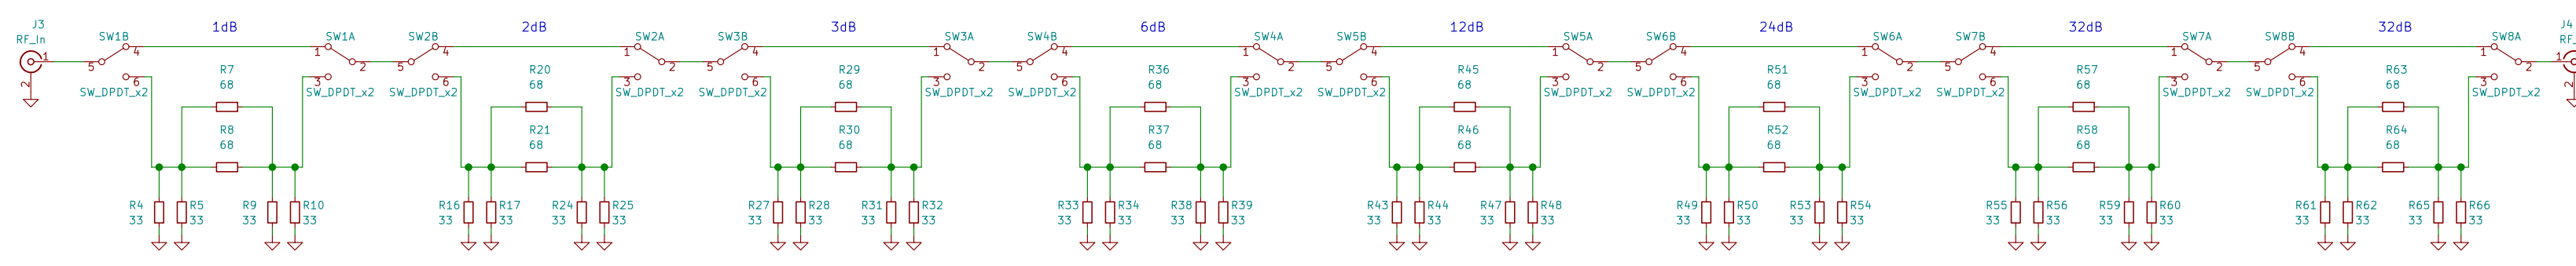 J3
RF_In
1
2
1dB
SW1B
4
5
6
SW_DPDT_x2
SW1A
1
2
3
SW_DPDT_x2
R7
68
R8
68
R4
33
R5
33
R9
33
R10
33
2dB
SW2B
4
5
6
SW_DPDT_x2
SW2A
1
2
3
SW_DPDT_x2
R20
68
R21
68
R16
33
R17
33
R24
33
R25
33
3dB
SW3B
4
5
6
SW_DPDT_x2
SW3A
1
2
3
SW_DPDT_x2
R29
68
R30
68
R27
33
R28
33
R31
33
R32
33
6dB
SW4B
4
5
6
SW_DPDT_x2
SW4A
1
2
3
SW_DPDT_x2
R36
68
R37
68
R33
33
R34
33
R38
33
R39
33
12dB
SW5B
4
5
6
SW_DPDT_x2
SW5A
1
2
3
SW_DPDT_x2
R45
68
R46
68
R43
33
R44
33
R47
33
R48
33
24dB
SW6B
4
5
6
SW_DPDT_x2
SW6A
1
2
3
SW_DPDT_x2
R51
68
R52
68
R49
33
R50
33
R53
33
R54
33
32dB
SW7B
4
5
6
SW_DPDT_x2
SW7A
1
2
3
SW_DPDT_x2
R57
68
R58
68
R55
33
R56
33
R59
33
R60
33
32dB
SW8B
4
5
6
SW_DPDT_x2
SW8A
1
2
3
SW_DPDT_x2
R63
68
R64
68
R61
33
R62
33
R65
33
R66
33
J4
RF_
1
2